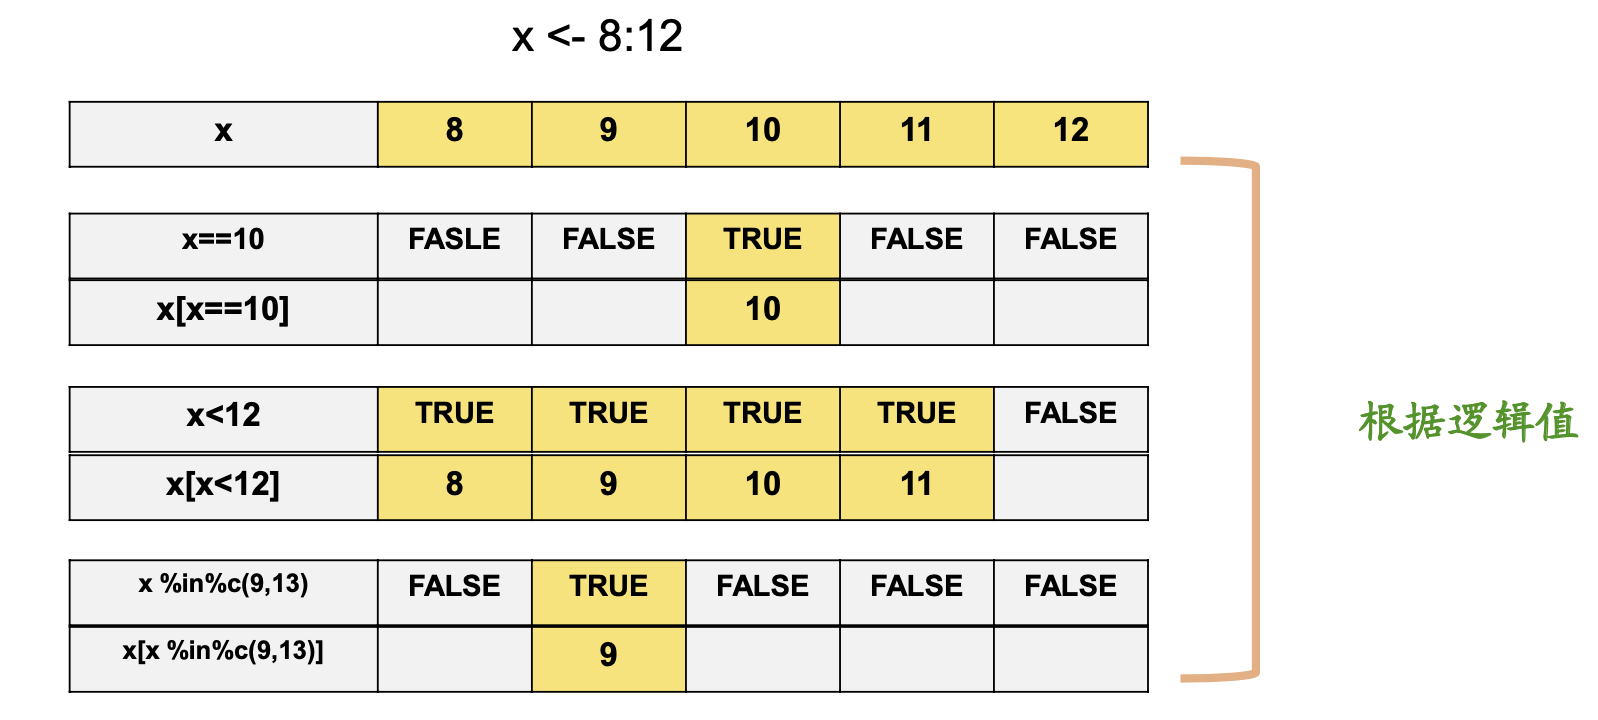 x <- 8:12
x 8 9 10 11 12
x==10 FASLE FALSE TRUE FALSE FALSE
x[x==10] 10
x<12 TRUE TRUE TRUE TRUE FALSE
x[x<12] 8 9 10 11
x %in%c(9,13) FALSE TRUE FALSE FALSE FALSE
x[x %in%c(9,13)] 9
根据逻辑值